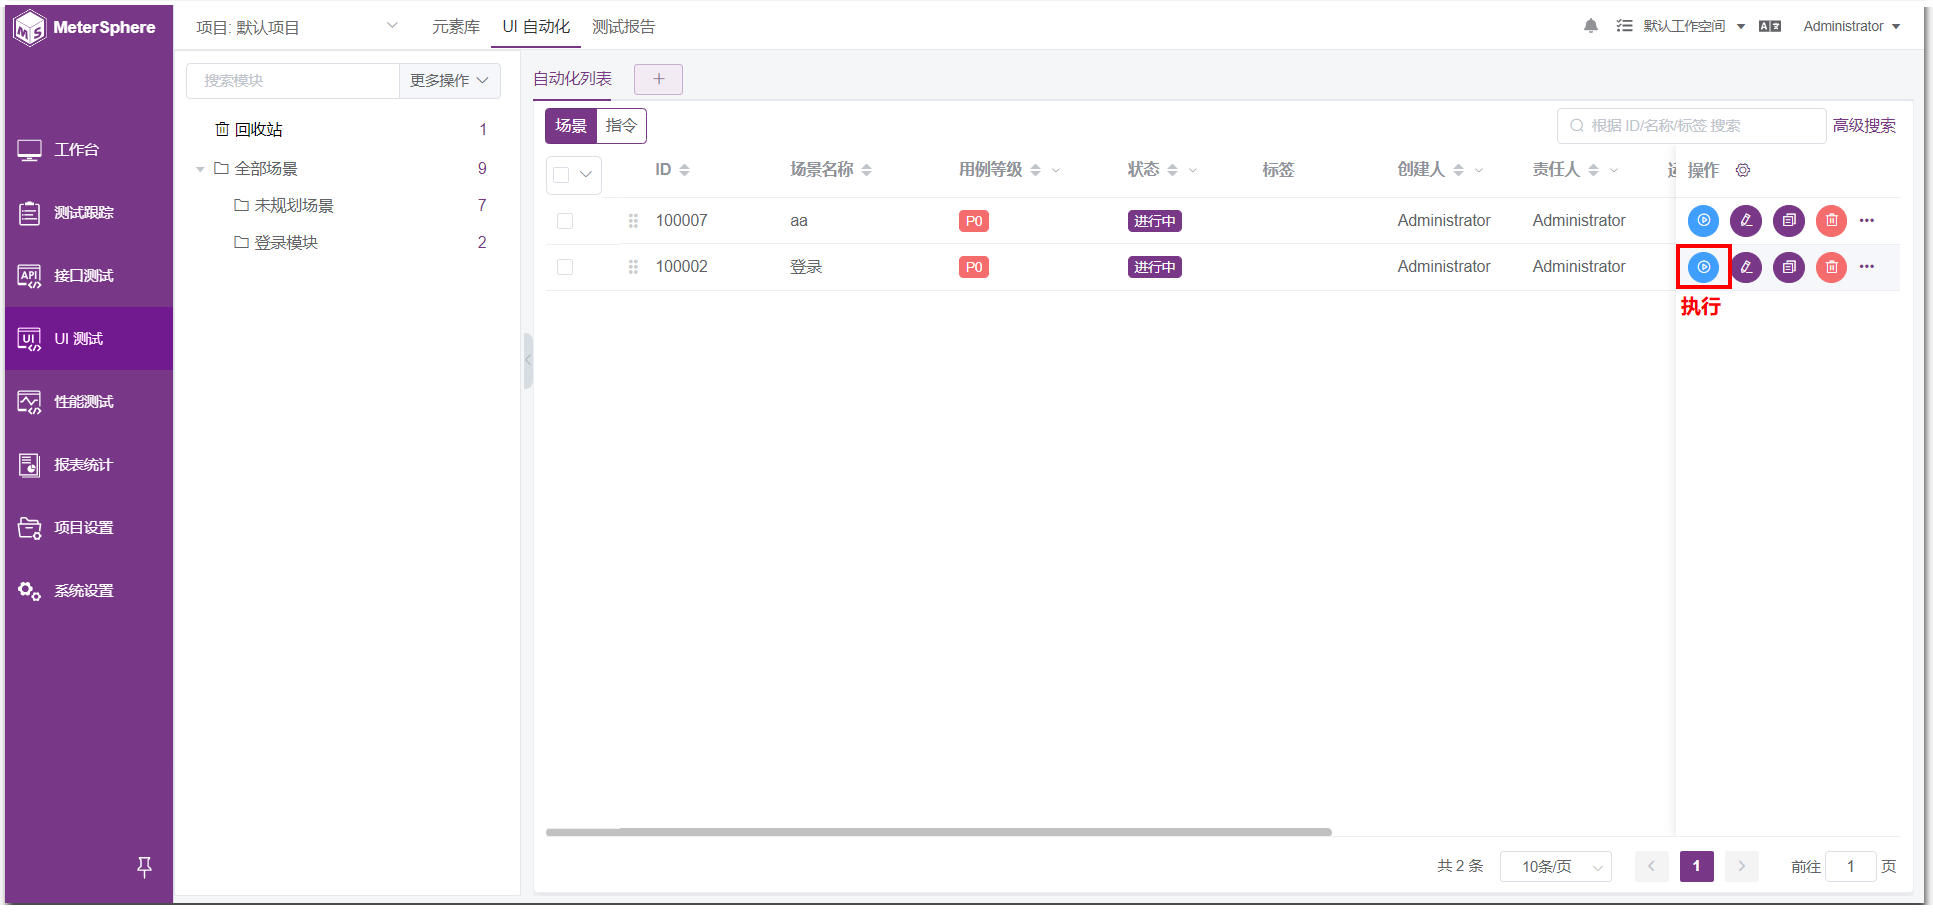 MeterSphere
项目: 默认项目
元素库
UI 自动化
测试报告
默认工作空间
Administrator
工作台
测试跟踪
接口测试
UI 测试
性能测试
报表统计
项目设置
系统设置
搜索模块
更多操作
回收站 1
全部场景 9
未规划场景 7
登录模块 2
自动化列表
+
场景 指令
根据 ID/名称/标签 搜索
高级搜索
ID 场景名称 用例等级 状态 标签 创建人 责任人 操作
100007 aa P0 进行中 Administrator Administrator
100002 登录 P0 进行中 Administrator Administrator
执行
共 2 条 10条/页 1 前往 1 页